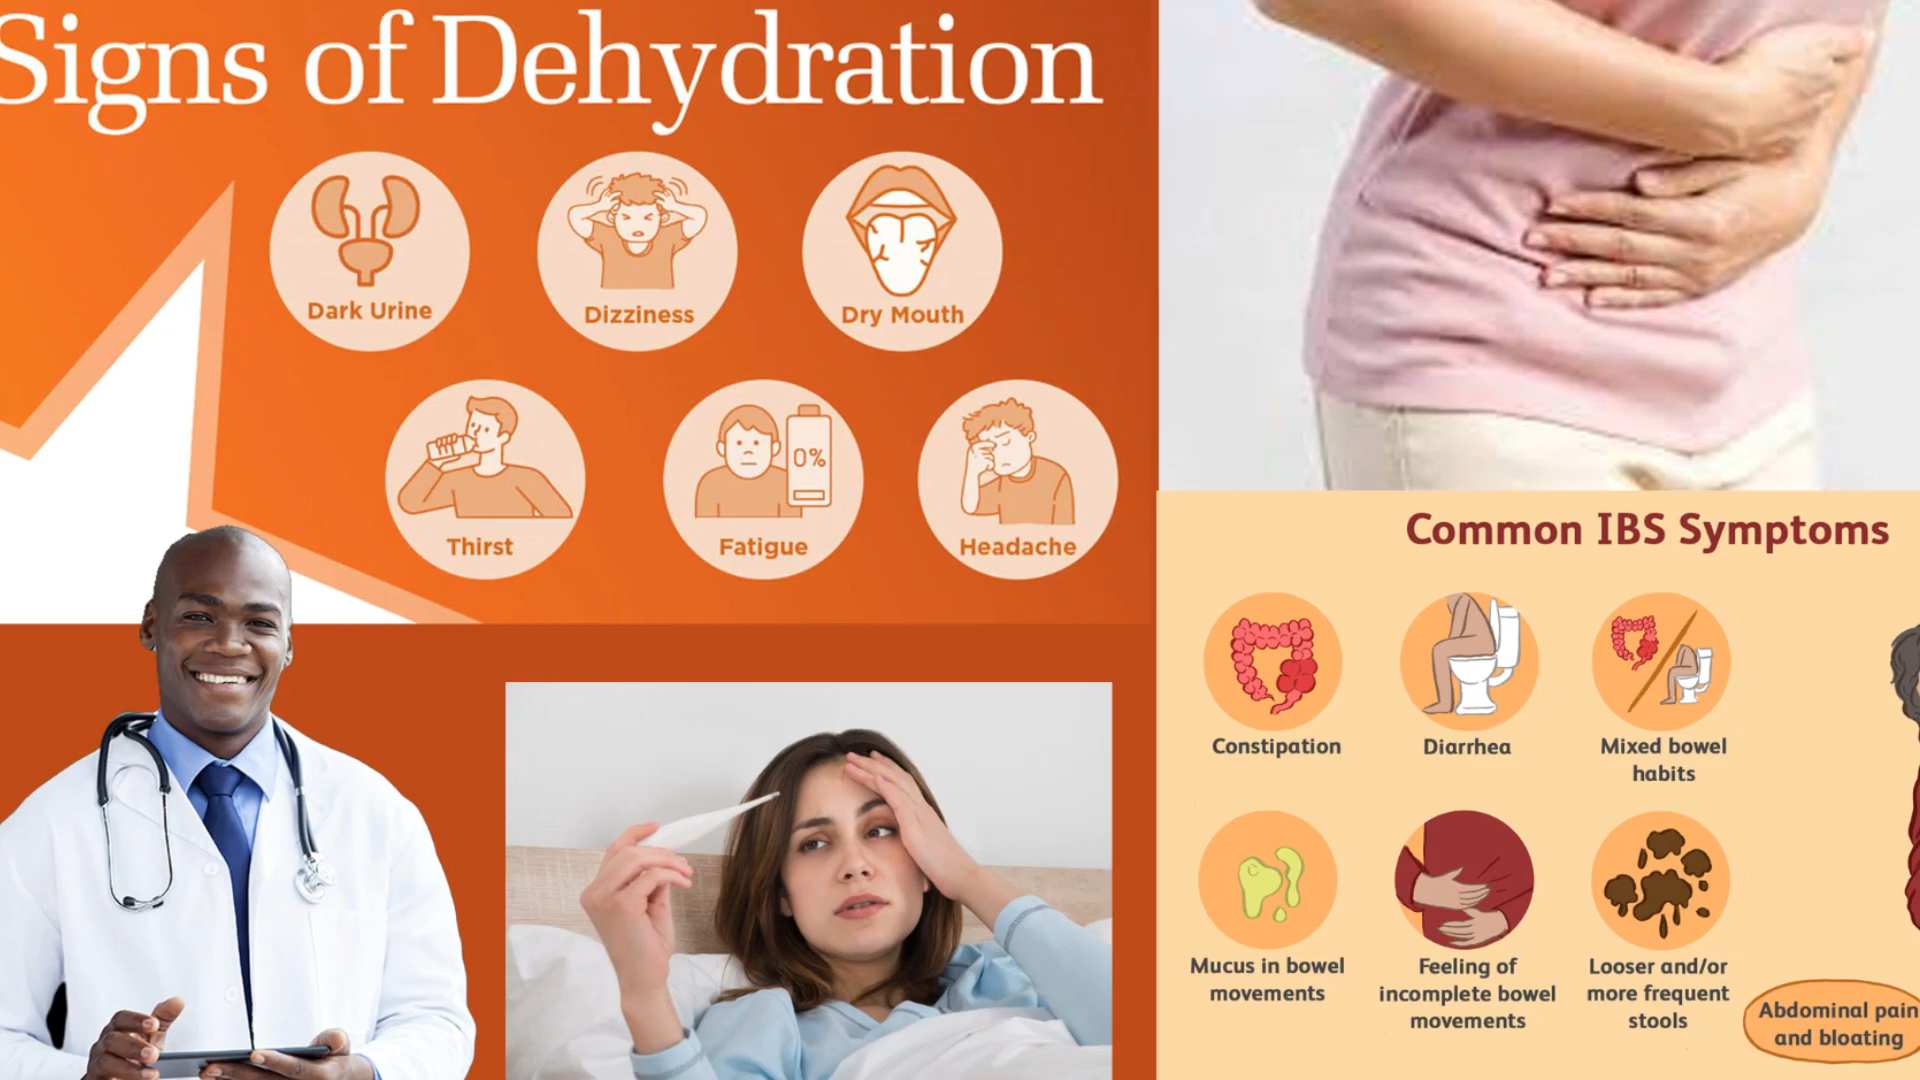 Signs of Dehydration
Dark Urine
Dizziness
Dry Mouth
Thirst
0%
Fatigue
Headache
Common IBS Symptoms
Constipation
Diarrhea
Mixed bowel
habits
Mucus in bowel
movements
Feeling of
incomplete bowel
movements
Looser and/or
more frequent
stools
Abdominal pain
and bloating